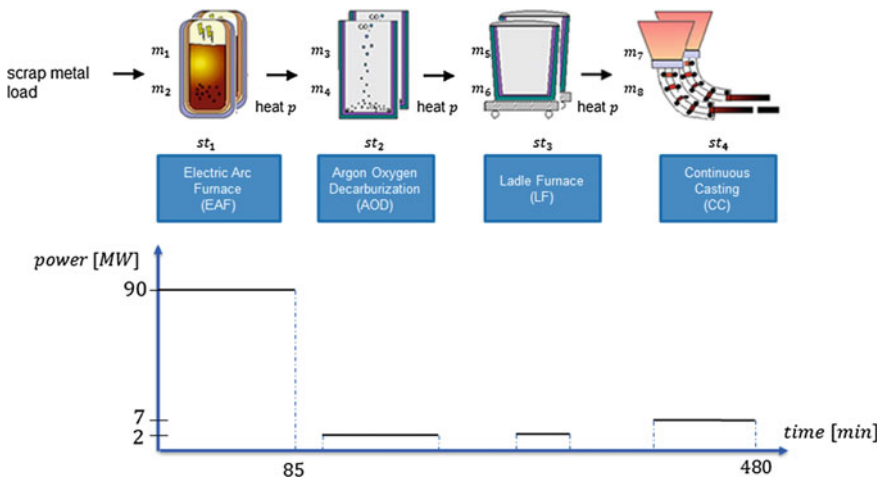 CO₂
CO₂
m₁
m₃
m₅
m₇
scrap metal
load
m₂
m₄
m₆
m₈
heat p
heat p
heat p
st₁
st₂
st₃
st₄
Electric Arc
Furnace
(EAF)
Argon Oxygen
Decarburization
(AOD)
Ladle Furnace
(LF)
Continuous
Casting
(CC)
power [MW]
90
7
2
time [min]
85
480